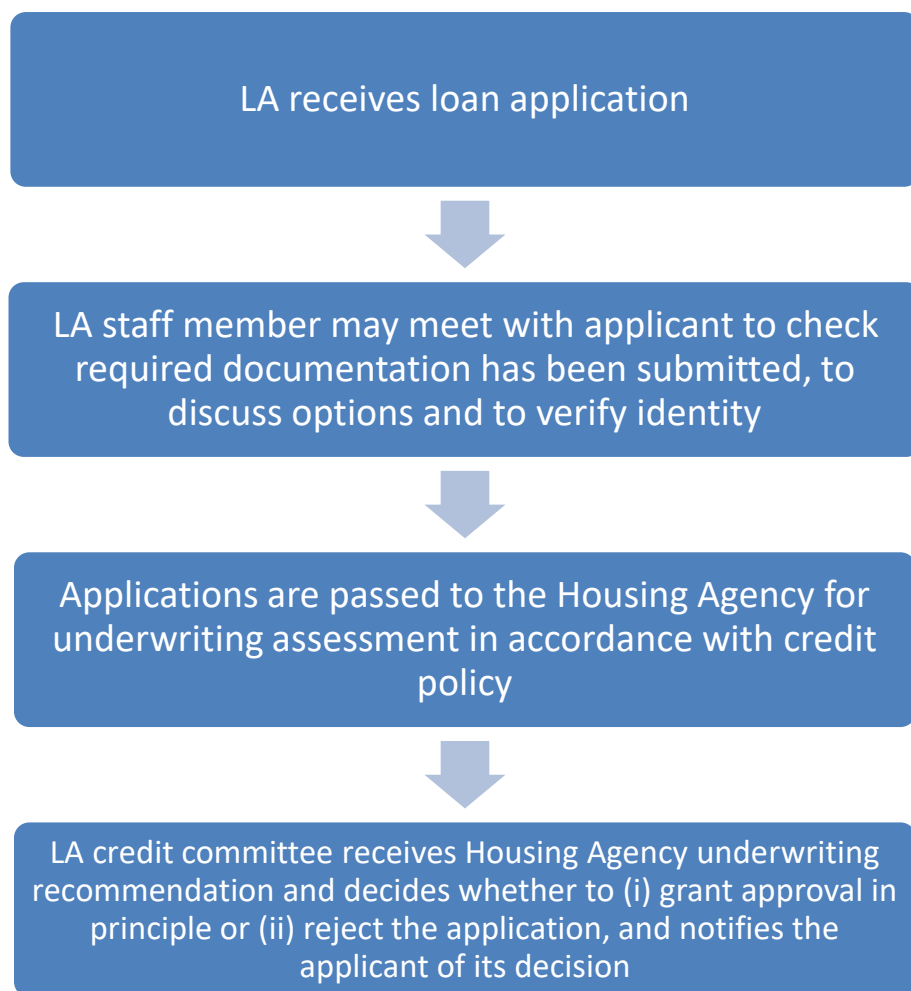 LA receives loan application
LA staff member may meet with applicant to check
required documentation has been submitted, to
discuss options and to verify identity
Applications are passed to the Housing Agency for
underwriting assessment in accordance with credit
policy
LA credit committee receives Housing Agency underwriting
recommendation and decides whether to (i) grant approval in
principle or (ii) reject the application, and notifies the
applicant of its decision